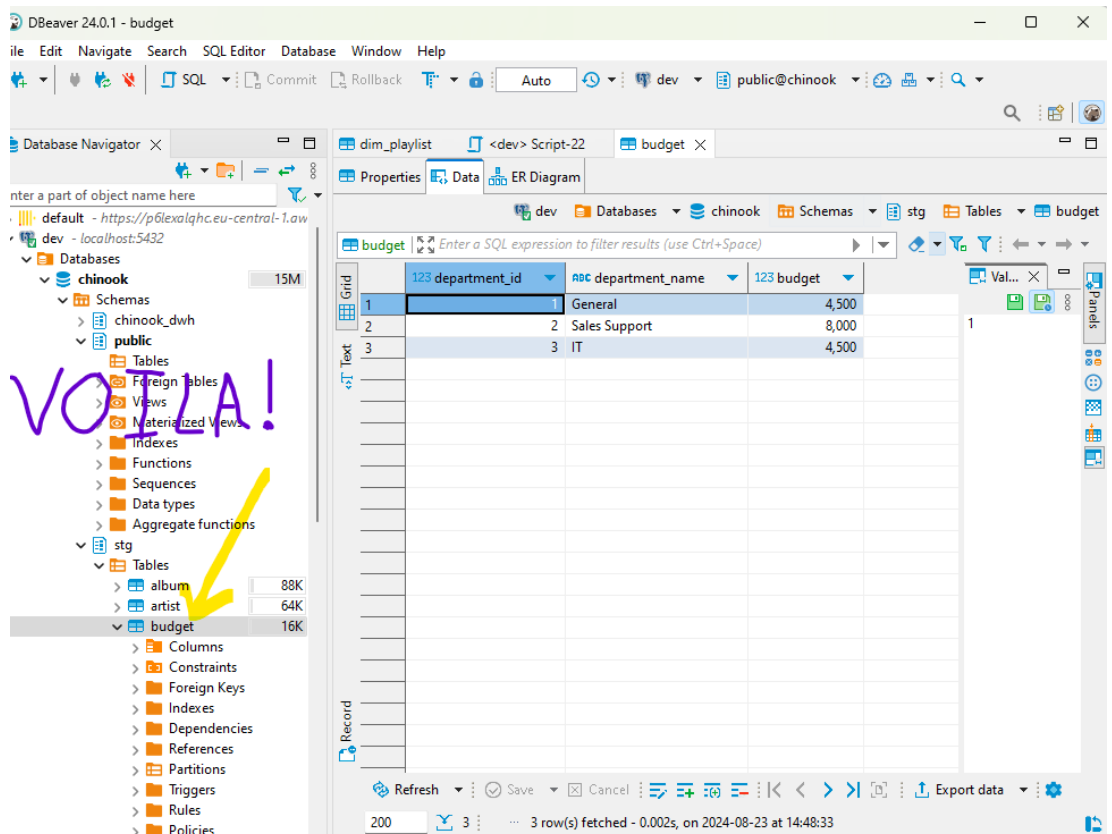 DBeaver 24.0.1 - budget
ile Edit Navigate Search SQL Editor Database Window Help
SQL Commit Rollback Auto dev public@chinook
Database Navigator
nter a part of object name here
default - https://p6lexalqhc.eu-central-1.aw
dev - localhost:5432
Databases
chinook 15M
Schemas
chinook_dwh
public
Tables
Foreign Tables
Views
Materialized Views
Indexes
Functions
Sequences
Data types
Aggregate functions
stg
Tables
album 88K
artist 64K
budget 16K
Columns
Constraints
Foreign Keys
Indexes
Dependencies
References
Partitions
Triggers
Rules
Policies
VOILA!
dim_playlist <dev> Script-22 budget
Properties Data ER Diagram
dev Databases chinook Schemas stg Tables budget
budget Enter a SQL expression to filter results (use Ctrl+Space)
Grid
Text
Record
123 department_id ABC department_name 123 budget
1 1 General 4,500
2 2 Sales Support 8,000
3 3 IT 4,500
Val...
1
Panels
Refresh Save Cancel Export data
200 3 ··· 3 row(s) fetched - 0.002s, on 2024-08-23 at 14:48:33